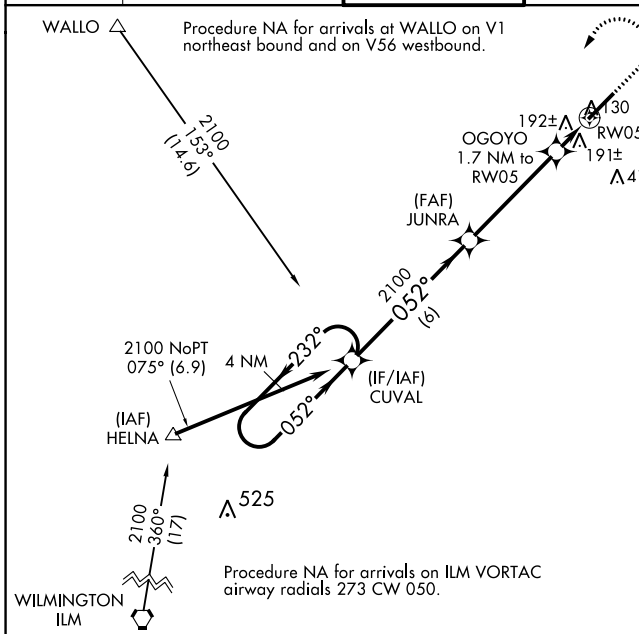 WALLO
Procedure NA for arrivals at WALLO on V1
northeast bound and on V56 westbound.
2100
153°
(14.6)
130
192±
RW05
OGOYO
1.7 NM to
RW05
191±
(FAF)
JUNRA
2100
052°
(6)
2100 NoPT
075° (6.9)
4 NM
232°
052°
(IF/IAF)
CUVAL
(IAF)
HELNA
525
2100
360°
(17)
Procedure NA for arrivals on ILM VORTAC
airway radials 273 CW 050.
WILMINGTON
ILM